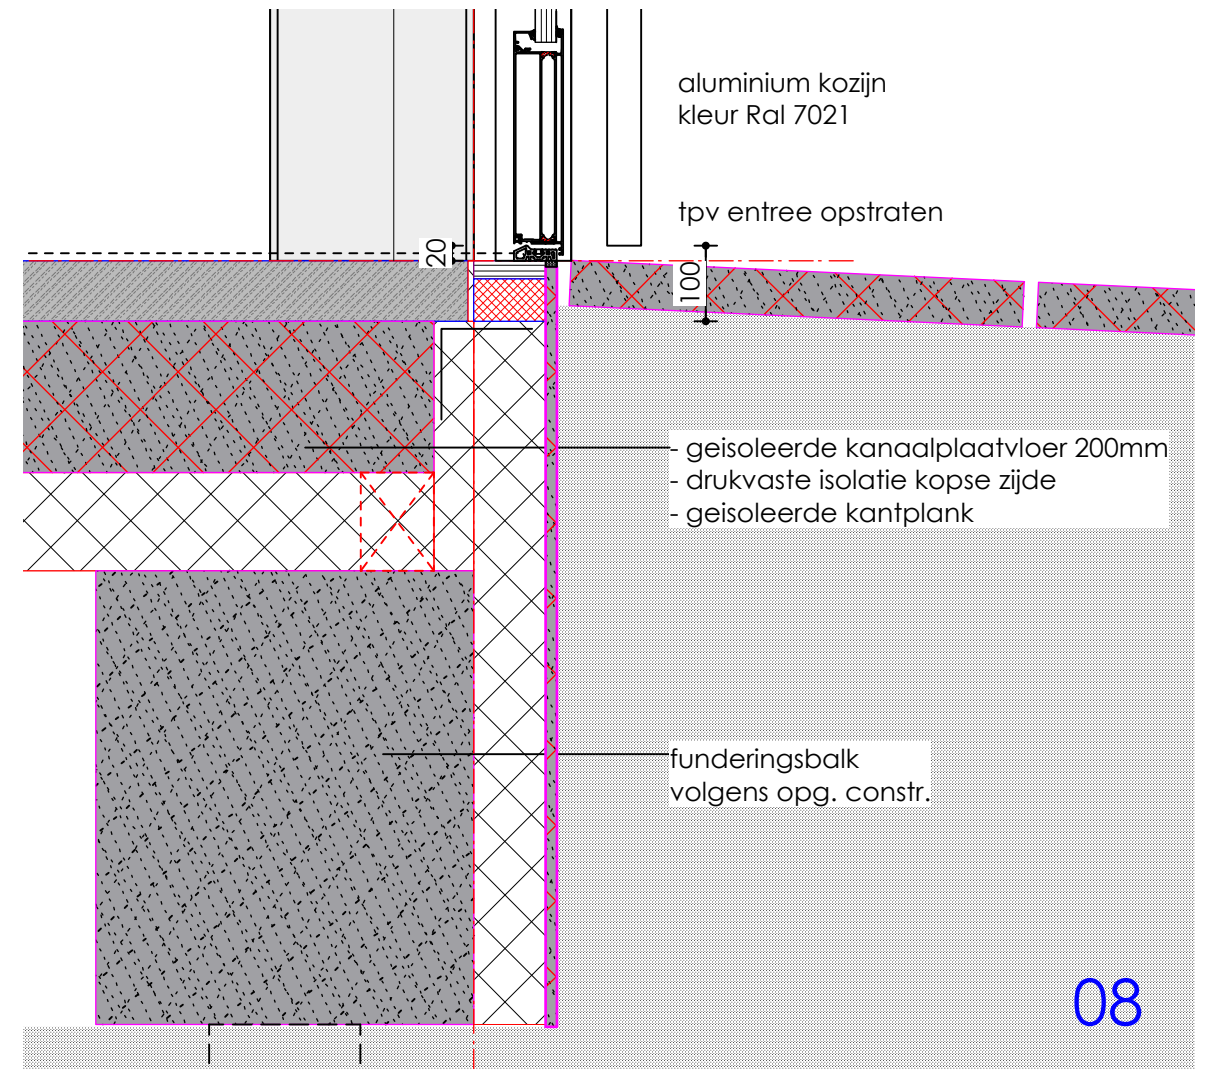 aluminium kozijn
kleur Ral 7021
tpv entree opstraten
20
100
- geisoleerde kanaalplaatvloer 200mm
- drukvaste isolatie kopse zijde
- geisoleerde kantplank
funderingsbalk
volgens opg. constr.
08